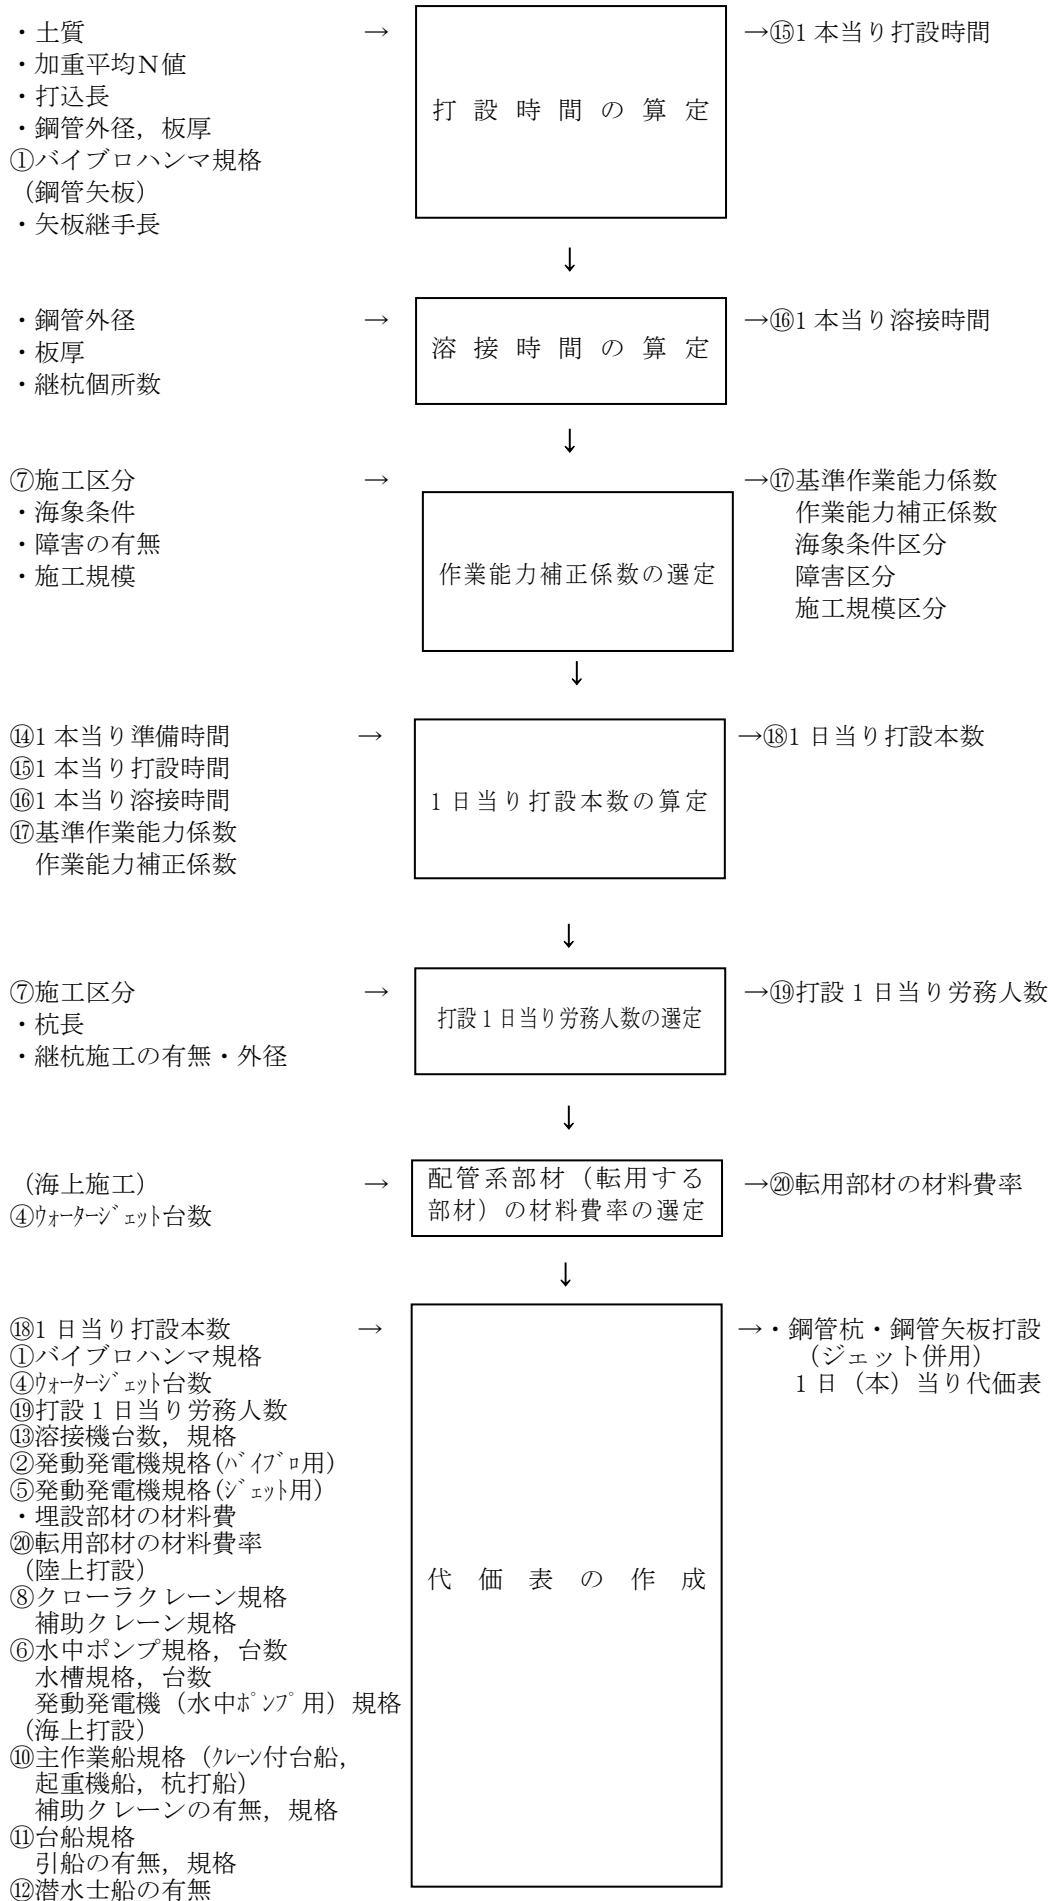 ・土質　→　→⑮1本当り打設時間
・加重平均N値
・打込長
打設時間の算定
・鋼管外径，板厚
①バイブロハンマ規格
（鋼管矢板）
・矢板継手長
↓
・鋼管外径　→　→⑯1本当り溶接時間
溶接時間の算定
・板厚
・継杭個所数
↓
⑦施工区分　→　→⑰基準作業能力係数
・海象条件　作業能力補正係数
・障害の有無　海象条件区分
・施工規模　作業能力補正係数の選定　障害区分
施工規模区分
↓
⑭1本当り準備時間　→　→⑱1日当り打設本数
⑮1本当り打設時間
⑯1本当り溶接時間　1日当り打設本数の算定
⑰基準作業能力係数
作業能力補正係数
↓
⑦施工区分　→　→⑲打設1日当り労務人数
・杭長　打設1日当り労務人数の選定
・継杭施工の有無・外径
↓
（海上施工）　→　配管系部材（転用する　→⑳転用部材の材料費率
④ｳｫｰﾀｰｼﾞｪｯﾄ台数　部材）の材料費率の選定
↓
⑱1日当り打設本数　→　→・鋼管杭・鋼管矢板打設
①バイブロハンマ規格　（ジェット併用）
④ｳｫｰﾀｰｼﾞｪｯﾄ台数　1日（本）当り代価表
⑲打設1日当り労務人数
⑬溶接機台数，規格
②発動発電機規格(ﾊﾞｲﾌﾞﾛ用)
⑤発動発電機規格(ｼﾞｪｯﾄ用)
・埋設部材の材料費
⑳転用部材の材料費率
（陸上打設）　代価表の作成
⑧クローラクレーン規格
補助クレーン規格
⑥水中ポンプ規格，台数
水槽規格，台数
発動発電機（水中ﾎﾟﾝﾌﾟ用）規格
（海上打設）
⑩主作業船規格（ｸﾚｰﾝ付台船，
起重機船，杭打船）
補助クレーンの有無，規格
⑪台船規格
引船の有無，規格
⑫潜水士船の有無